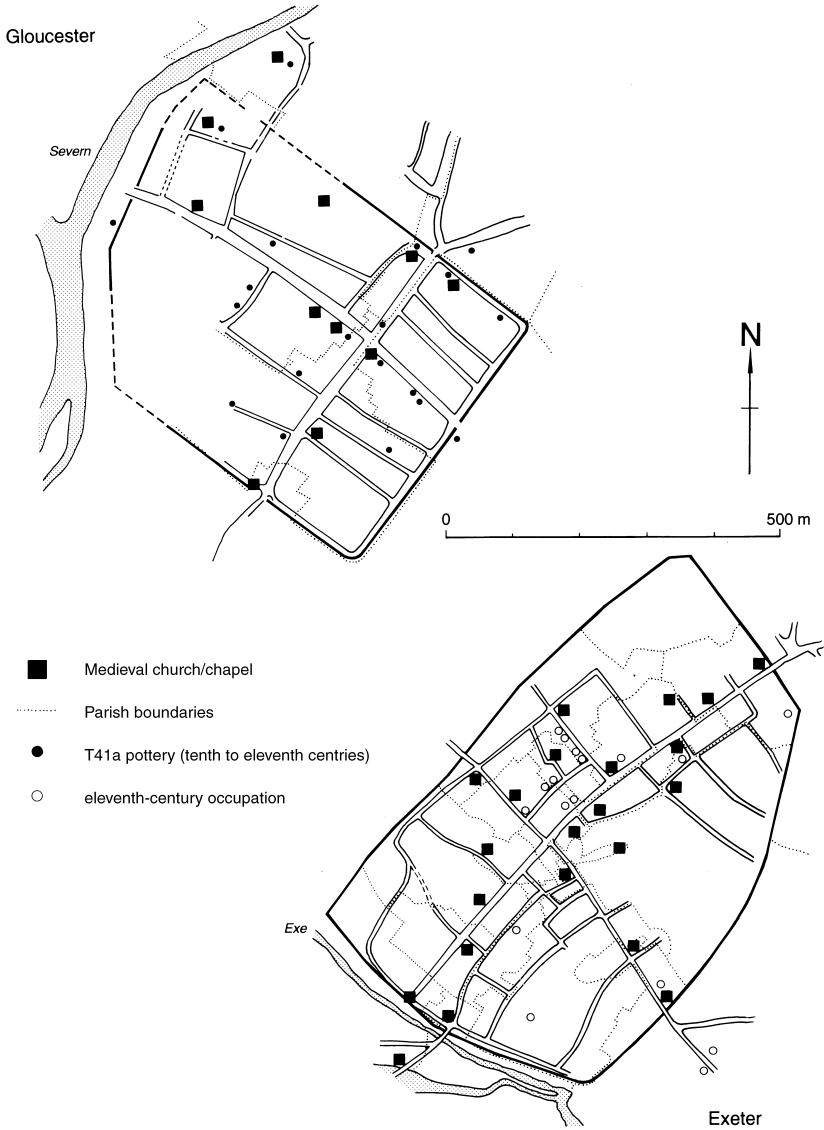 Gloucester
Severn
N
0 500 m
Medieval church/chapel
Parish boundaries
T41a pottery (tenth to eleventh centries)
eleventh-century occupation
Exe
Exeter